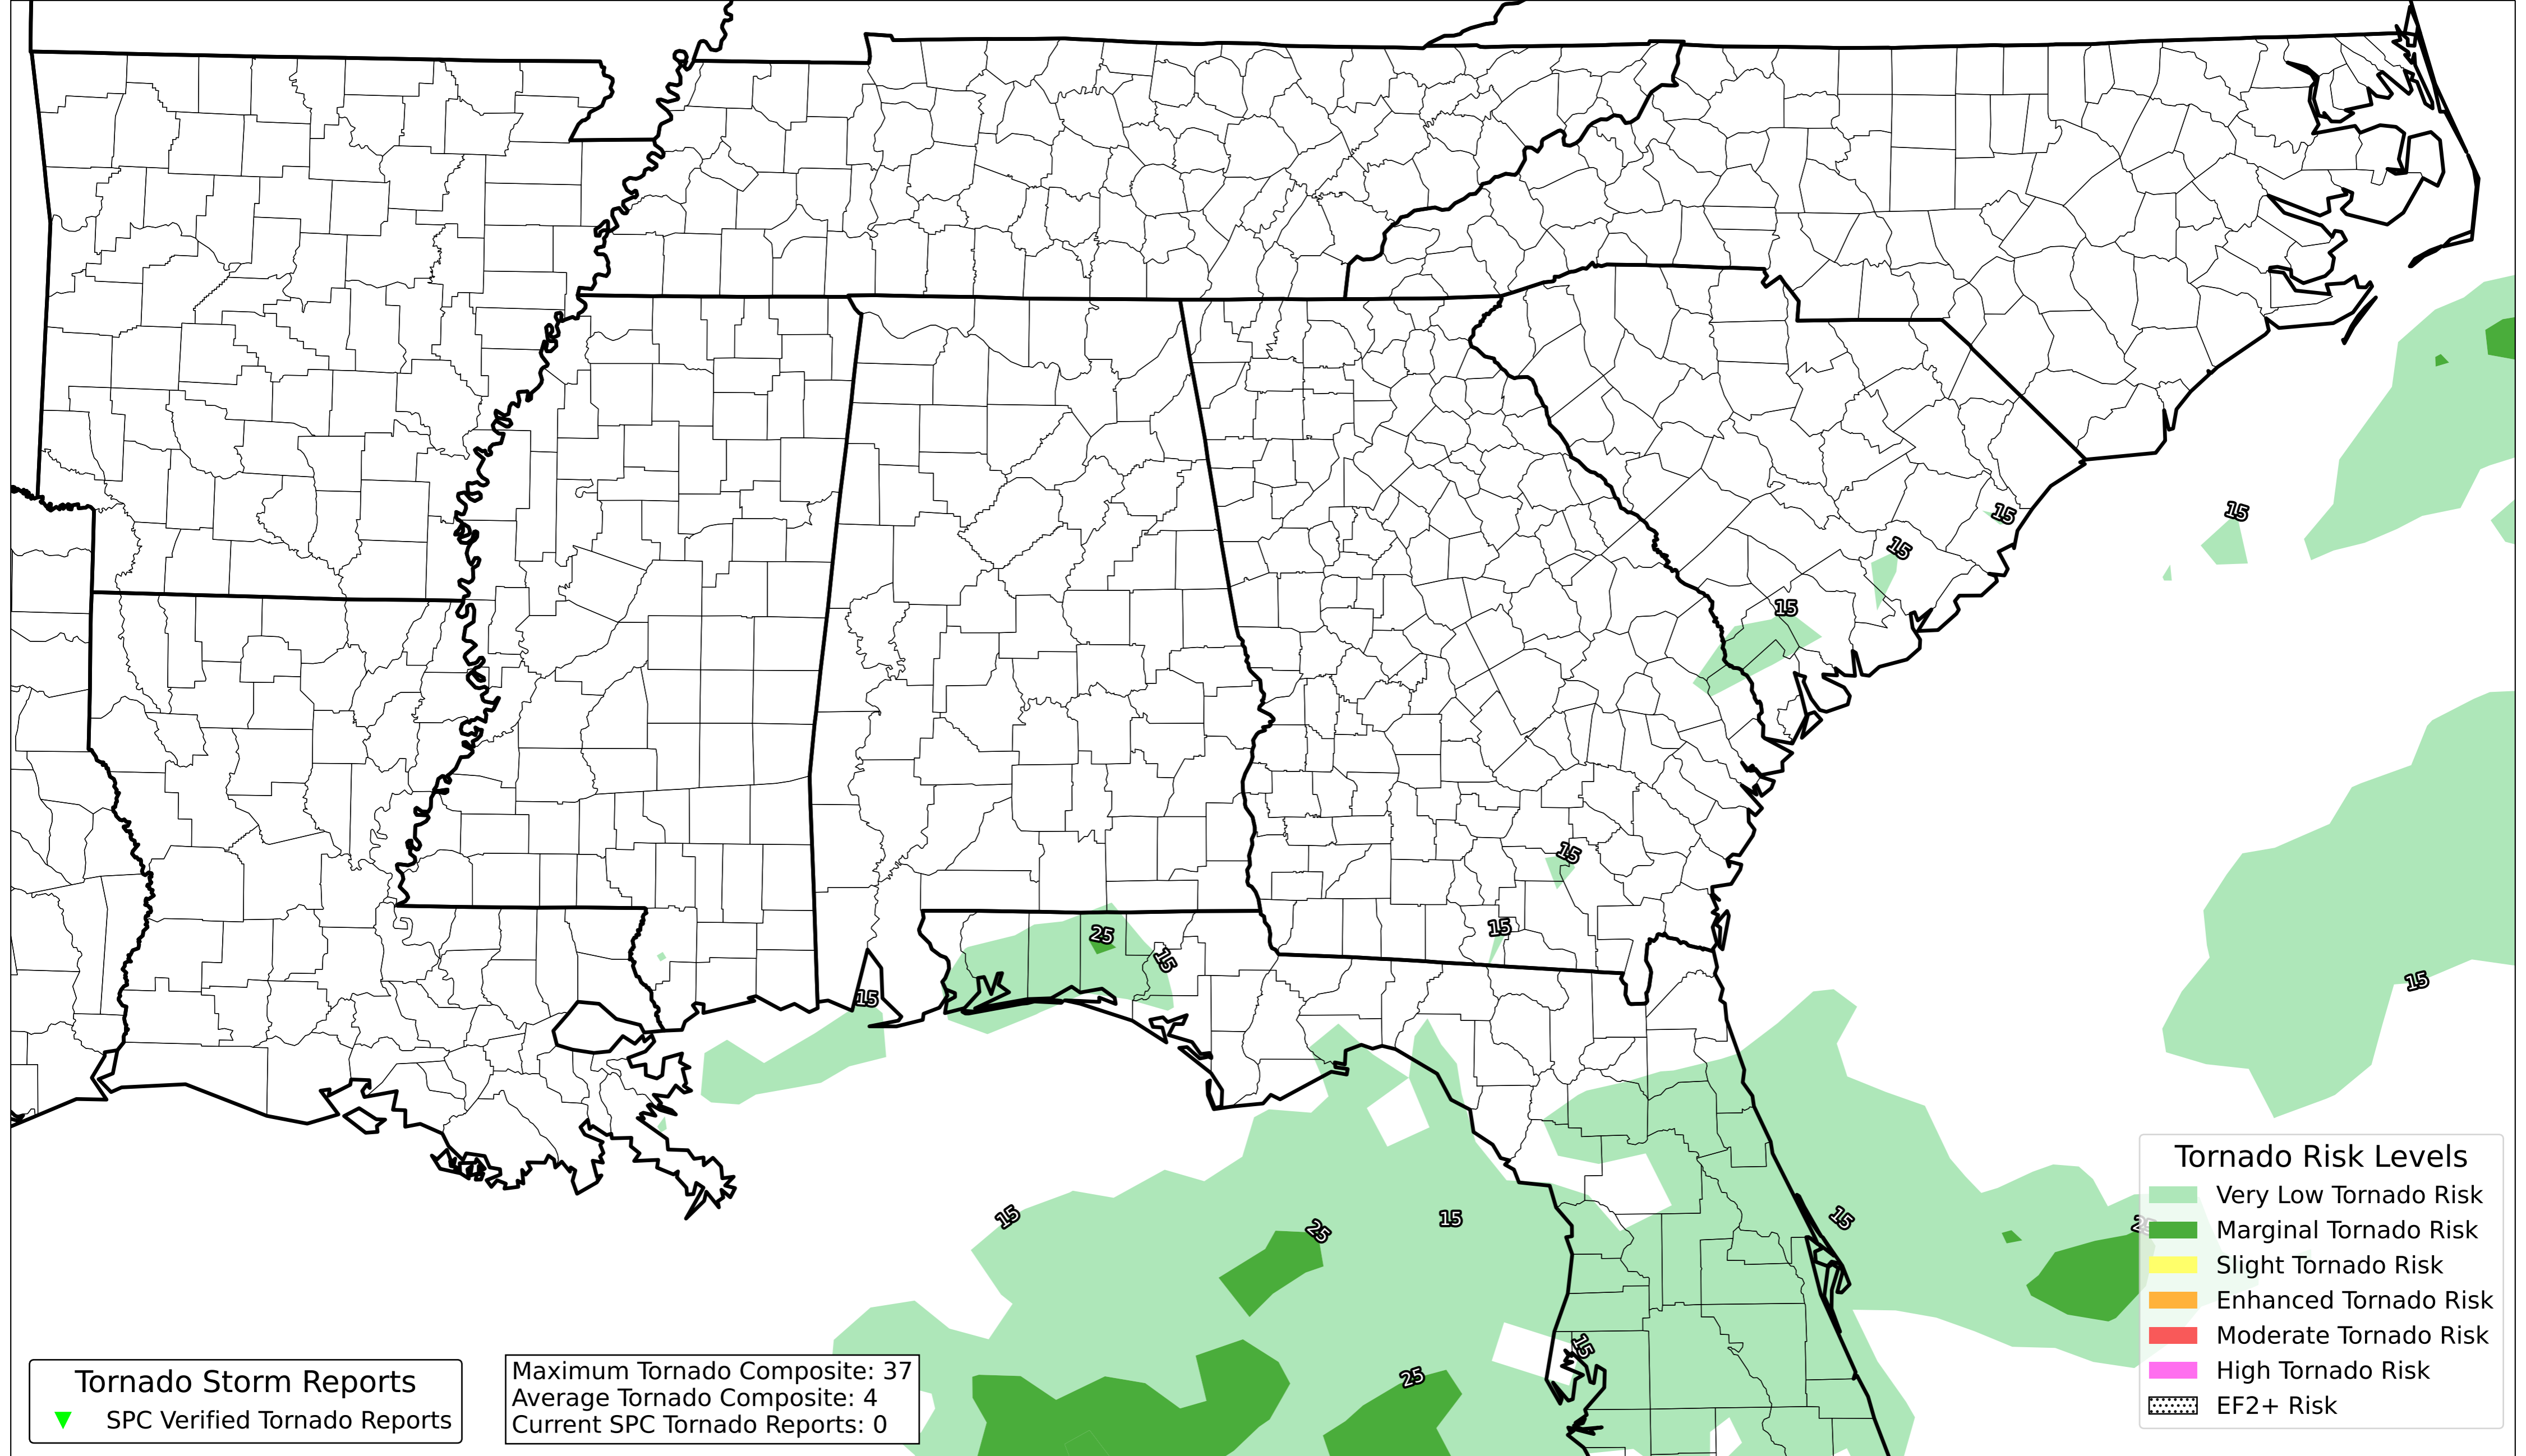 15
15
15
15
25
15
15
15
15
15
15
25
15
15
15
25
Tornado Risk Levels
Very Low Tornado Risk
Marginal Tornado Risk
Slight Tornado Risk
Enhanced Tornado Risk
Moderate Tornado Risk
High Tornado Risk
EF2+ Risk
Tornado Storm Reports
SPC Verified Tornado Reports
Maximum Tornado Composite: 37
Average Tornado Composite: 4
Current SPC Tornado Reports: 0